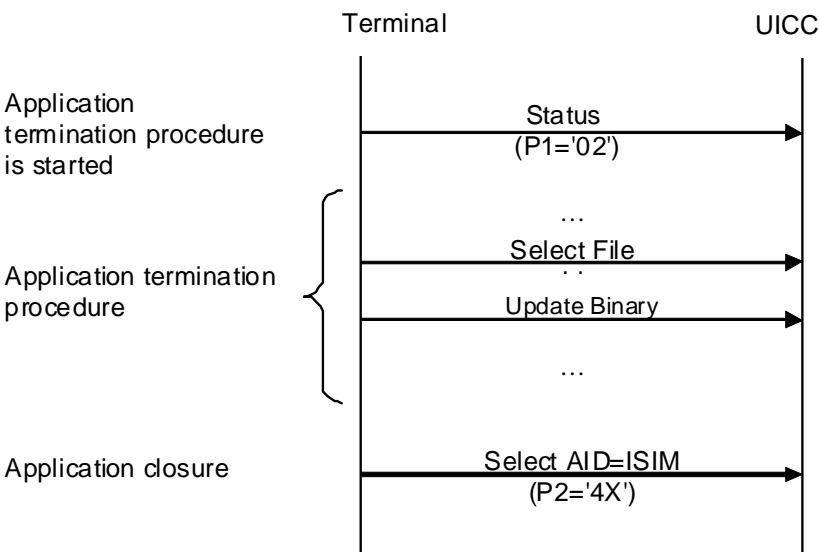 Terminal
UICC
Application
termination procedure
is started
Status
(P1='02')
...
Select File
. .
Application termination
procedure
Update Binary
...
Application closure
Select AID=ISIM
(P2='4X')